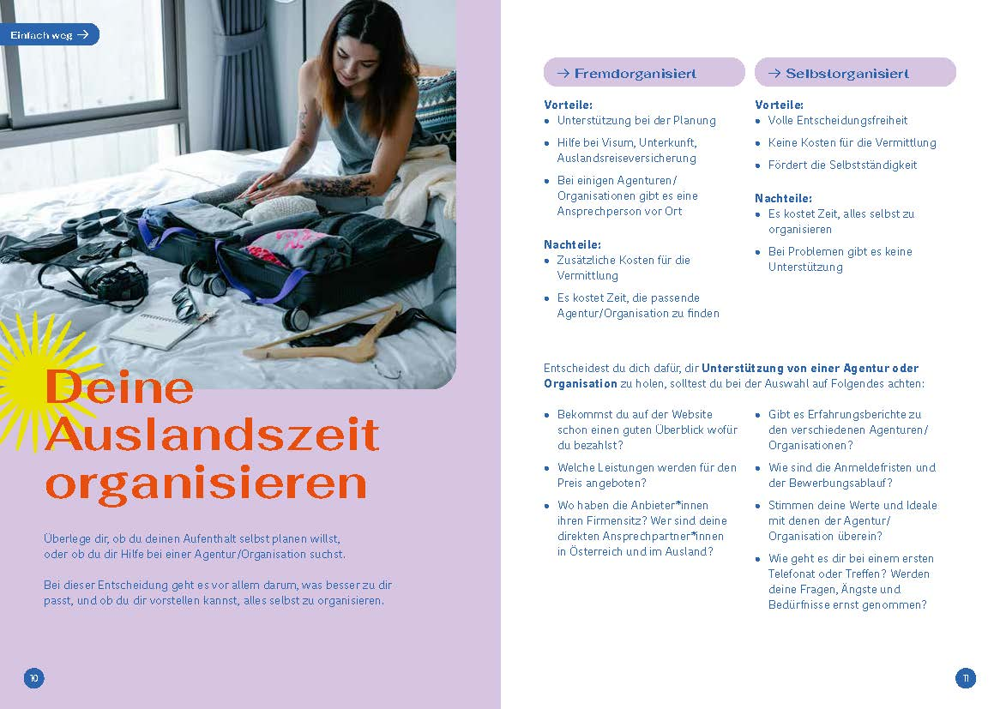 Einfach weg →
Deine
Auslandszeit
organisieren
Überlege dir, ob du deinen Aufenthalt selbst planen willst,
oder ob du dir Hilfe bei einer Agentur/Organisation suchst.
Bei dieser Entscheidung geht es vor allem darum, was besser zu dir
passt, und ob du dir vorstellen kannst, alles selbst zu organisieren.
10
→ Fremdorganisiert
Vorteile:
• Unterstützung bei der Planung
• Hilfe bei Visum, Unterkunft,
Auslandsreiseversicherung
• Bei einigen Agenturen/
Organisationen gibt es eine
Ansprechperson vor Ort
Nachteile:
• Zusätzliche Kosten für die
Vermittlung
• Es kostet Zeit, die passende
Agentur/Organisation zu finden
→ Selbstorganisiert
Vorteile:
• Volle Entscheidungsfreiheit
• Keine Kosten für die Vermittlung
• Fördert die Selbstständigkeit
Nachteile:
• Es kostet Zeit, alles selbst zu
organisieren
• Bei Problemen gibt es keine
Unterstützung
Entscheidest du dich dafür, dir Unterstützung von einer Agentur oder
Organisation zu holen, solltest du bei der Auswahl auf Folgendes achten:
• Bekommst du auf der Website
schon einen guten Überblick wofür
du bezahlst?
• Welche Leistungen werden für den
Preis angeboten?
• Wo haben die Anbieter*innen
ihren Firmensitz? Wer sind deine
direkten Ansprechpartner*innen
in Österreich und im Ausland?
• Gibt es Erfahrungsberichte zu
den verschiedenen Agenturen/
Organisationen?
• Wie sind die Anmeldefristen und
der Bewerbungsablauf?
• Stimmen deine Werte und Ideale
mit denen der Agentur/
Organisation überein?
• Wie geht es dir bei einem ersten
Telefonat oder Treffen? Werden
deine Fragen, Ängste und
Bedürfnisse ernst genommen?
11